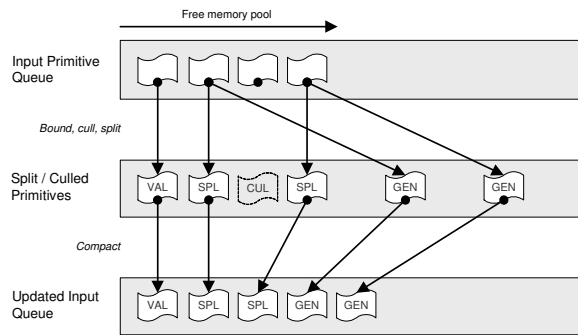 Free memory pool
Input Primitive
Queue
Bound, cull, split
Split / Culled
Primitives
VAL SPL CUL SPL GEN GEN
Compact
Updated Input
Queue
VAL SPL SPL GEN GEN